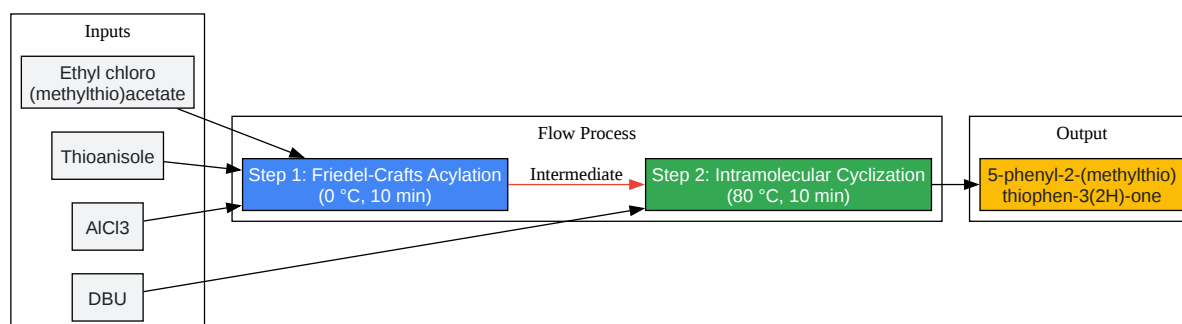 Inputs
Ethyl chloro
(methylthio)acetate
Thioanisole
AlCl3
DBU
Flow Process
Step 1: Friedel-Crafts Acylation
(0 °C, 10 min)
Intermediate
Step 2: Intramolecular Cyclization
(80 °C, 10 min)
Output
5-phenyl-2-(methylthio)
thiophen-3(2H)-one